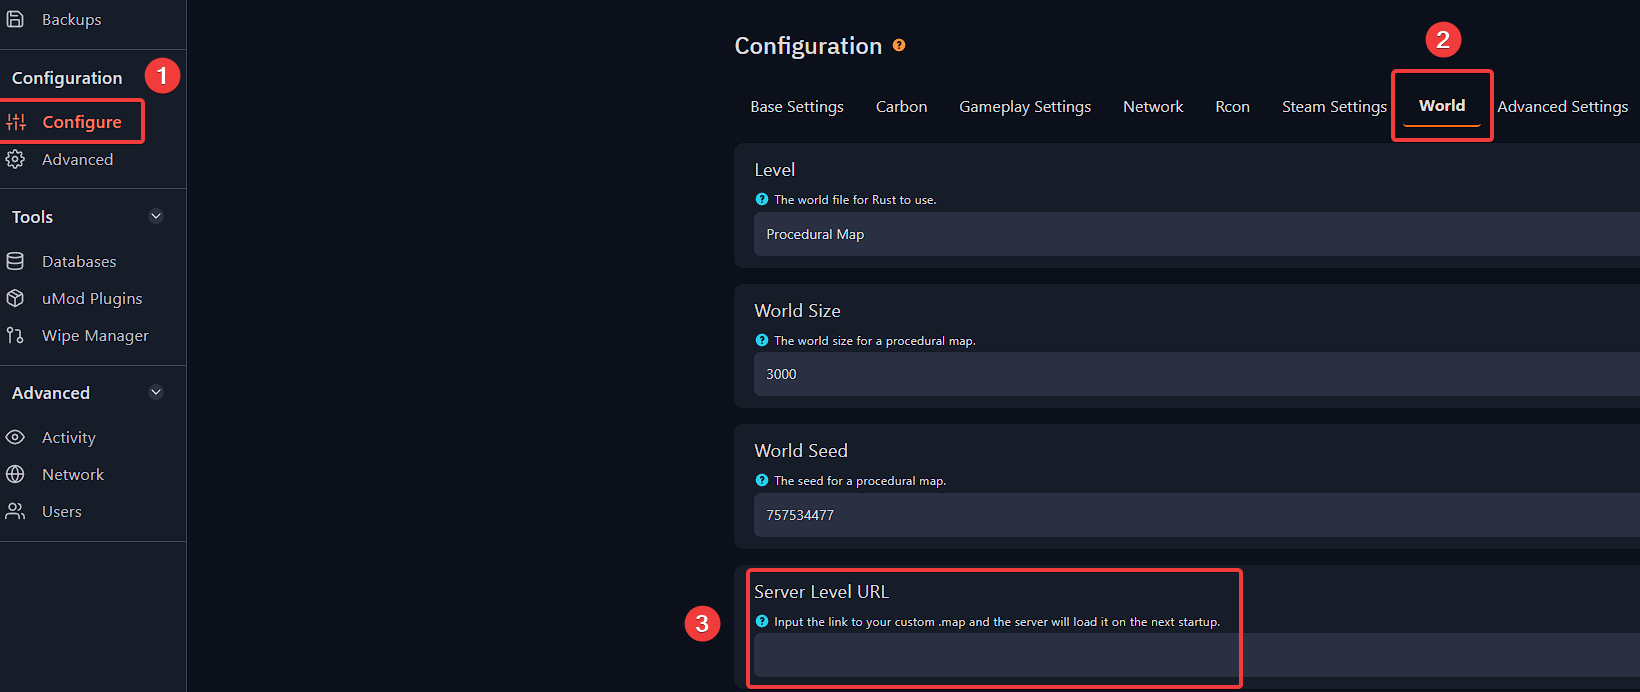 Backups
Configuration
1
Configure
Advanced
Tools
Databases
uMod Plugins
Wipe Manager
Advanced
Activity
Network
Users
Configuration ?
2
Base Settings Carbon Gameplay Settings Network Rcon Steam Settings World Advanced Settings
Level
? The world file for Rust to use.
Procedural Map
World Size
? The world size for a procedural map.
3000
World Seed
? The seed for a procedural map.
757534477
3
Server Level URL
? Input the link to your custom .map and the server will load it on the next startup.